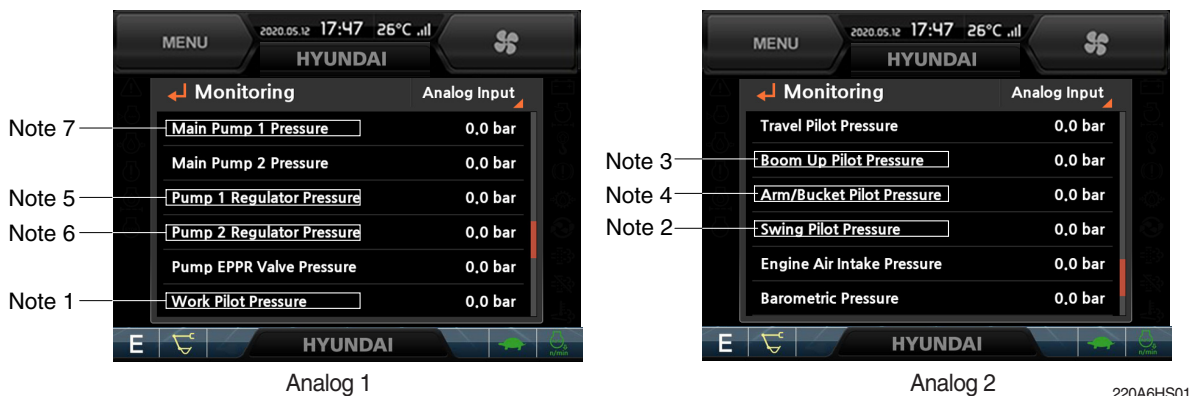 MENU
2020.05.12 17:47 26°C
HYUNDAI
Monitoring Analog Input
Note 7 Main Pump 1 Pressure 0.0 bar
Main Pump 2 Pressure 0.0 bar
Note 5 Pump 1 Regulator Pressure 0.0 bar
Note 6 Pump 2 Regulator Pressure 0.0 bar
Pump EPPR Valve Pressure 0.0 bar
Note 1 Work Pilot Pressure 0.0 bar
E HYUNDAI n/min
Analog 1
MENU
2020.05.12 17:47 26°C
HYUNDAI
Monitoring Analog Input
Travel Pilot Pressure 0.0 bar
Note 3 Boom Up Pilot Pressure 0.0 bar
Note 4 Arm/Bucket Pilot Pressure 0.0 bar
Note 2 Swing Pilot Pressure 0.0 bar
Engine Air Intake Pressure 0.0 bar
Barometric Pressure 0.0 bar
E HYUNDAI n/min
Analog 2
220A6HS01